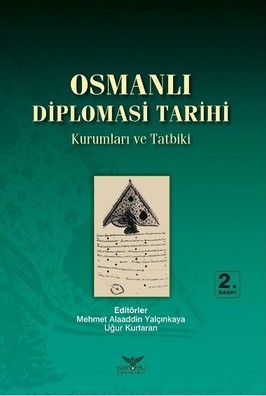 OSMANLI
DİPLOMASİ TARİHİ
Kurumları ve Tatbiki
Editörler
Mehmet Alaaddin Yalçınkaya
Uğur Kurtaran
2.
BASKI